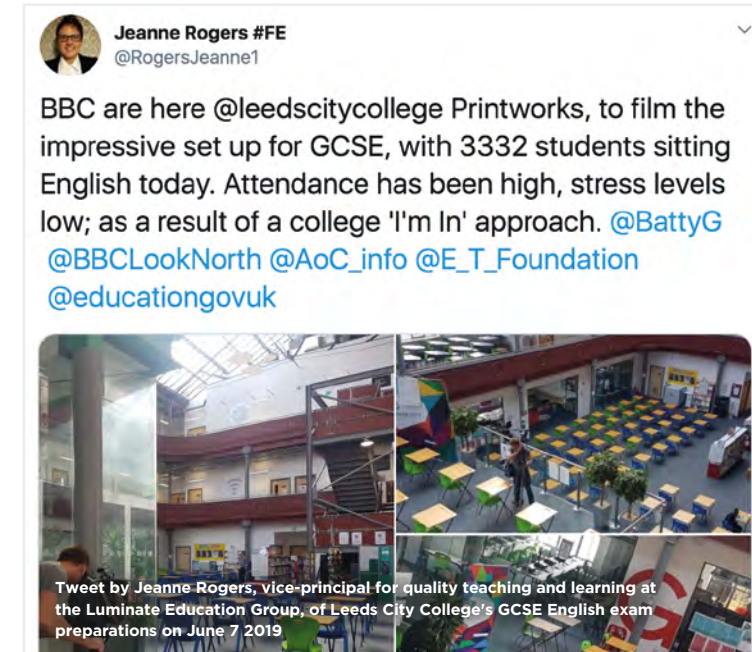 Jeanne Rogers #FE
@RogersJeanne1
BBC are here @leedscitycollege Printworks, to film the
impressive set up for GCSE, with 3332 students sitting
English today. Attendance has been high, stress levels
low; as a result of a college 'I'm In' approach. @BattyG
@BBCLookNorth @AoC_info @E_T_Foundation
@educationgovuk
Tweet by Jeanne Rogers, vice-principal for quality teaching and learning at
the Luminate Education Group, of Leeds City College's GCSE English exam
preparations on June 7 2019